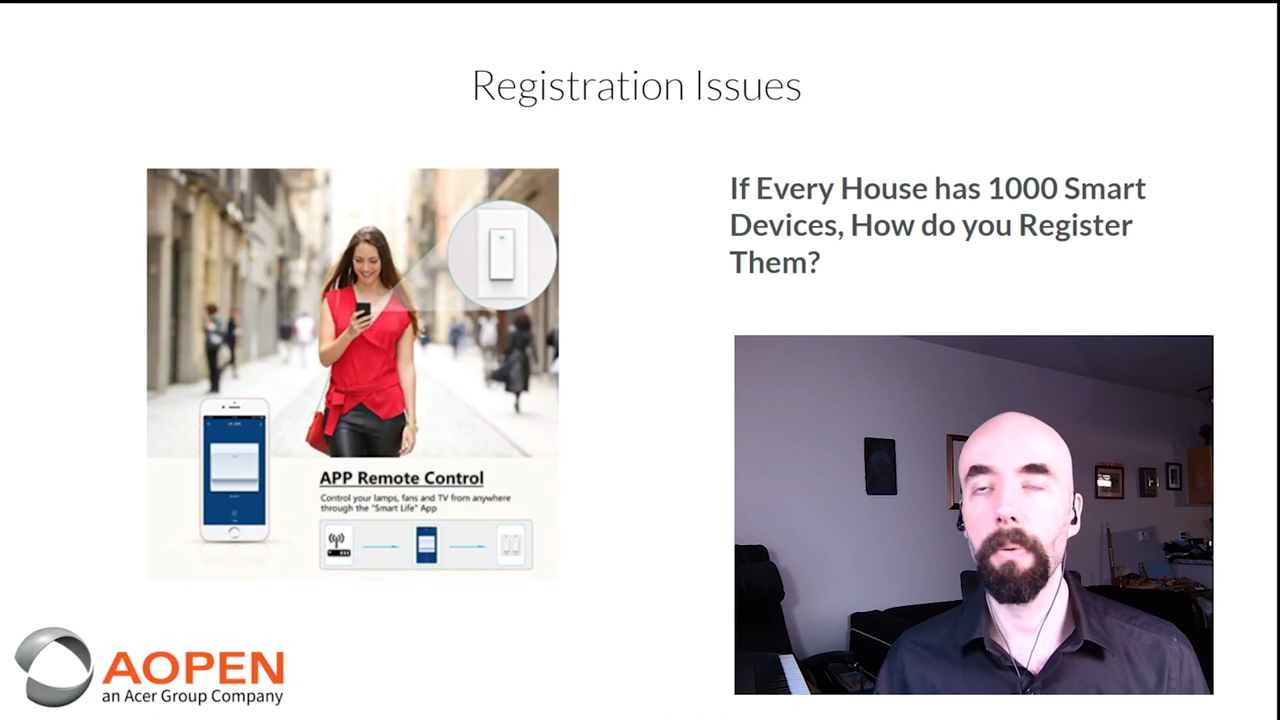 Registration Issues
If Every House has 1000 Smart
Devices, How do you Register
Them?
APP Remote Control
Control your lamps, fans and TV from anywhere
through the "Smart Life" App
AOPEN
an Acer Group Company